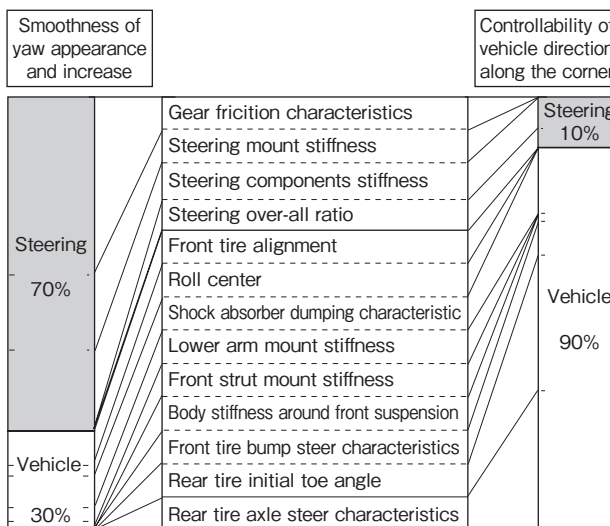 Smoothness of
yaw appearance
and increase
Controllability of
vehicle direction
along the corner
Gear fricition characteristics
Steering mount stiffness
Steering components stiffness
Steering over-all ratio
Front tire alignment
Roll center
Shock absorber dumping characteristic
Lower arm mount stiffness
Front strut mount stiffness
Body stiffness around front suspension
Front tire bump steer characteristics
Rear tire initial toe angle
Rear tire axle steer characteristics
Steering
70%
Vehicle
30%
Steering
10%
Vehicle
90%